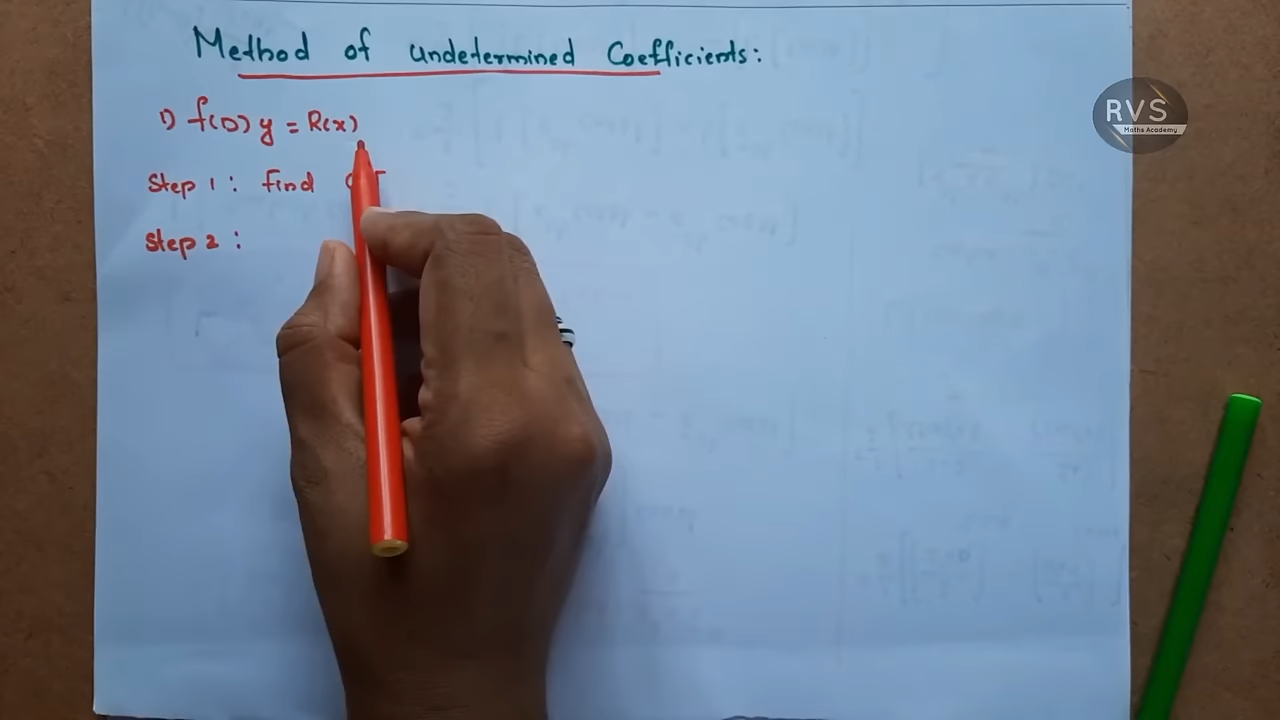 Method of undetermined Coefficients:
1) f(D) y = R(x)
Step 1 : find
Step 2 :
RVS
Maths Academy